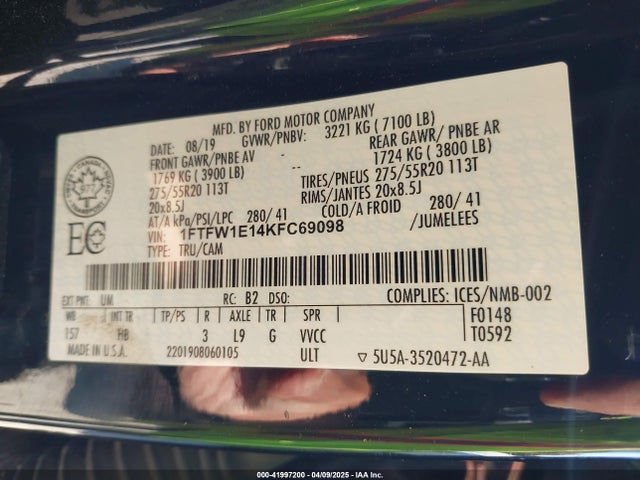 MFD. BY FORD MOTOR COMPANY
DATE: 08/19 GVWR/PNBV: 3221 KG ( 7100 LB)
FRONT GAWR/PNBE AV REAR GAWR/ PNBE AR
1769 KG ( 3900 LB) 1724 KG ( 3800 LB)
275/55R20 113T TIRES/PNEUS 275/55R20 113T
20x8.5J RIMS/JANTES 20x8.5J
AT/A kPa/PSI/LPC 280/ 41 COLD/A FROID 280/ 41
VIN: 1FTFW1E14KFC69098 /JUMELEES
TYPE: TRU/CAM
CANADA
977
EC
EXT PNT: UM RC: B2 DSO: COMPLIES: ICES/NMB-002
WB INT TR TP/PS R AXLE TR SPR F0148
157 HB 3 L9 G VVCC T0592
MADE IN U.S.A. 2201908060105 ULT ▽ 5U5A-3520472-AA
000-41997200 - 04/09/2025 - IAA Inc.